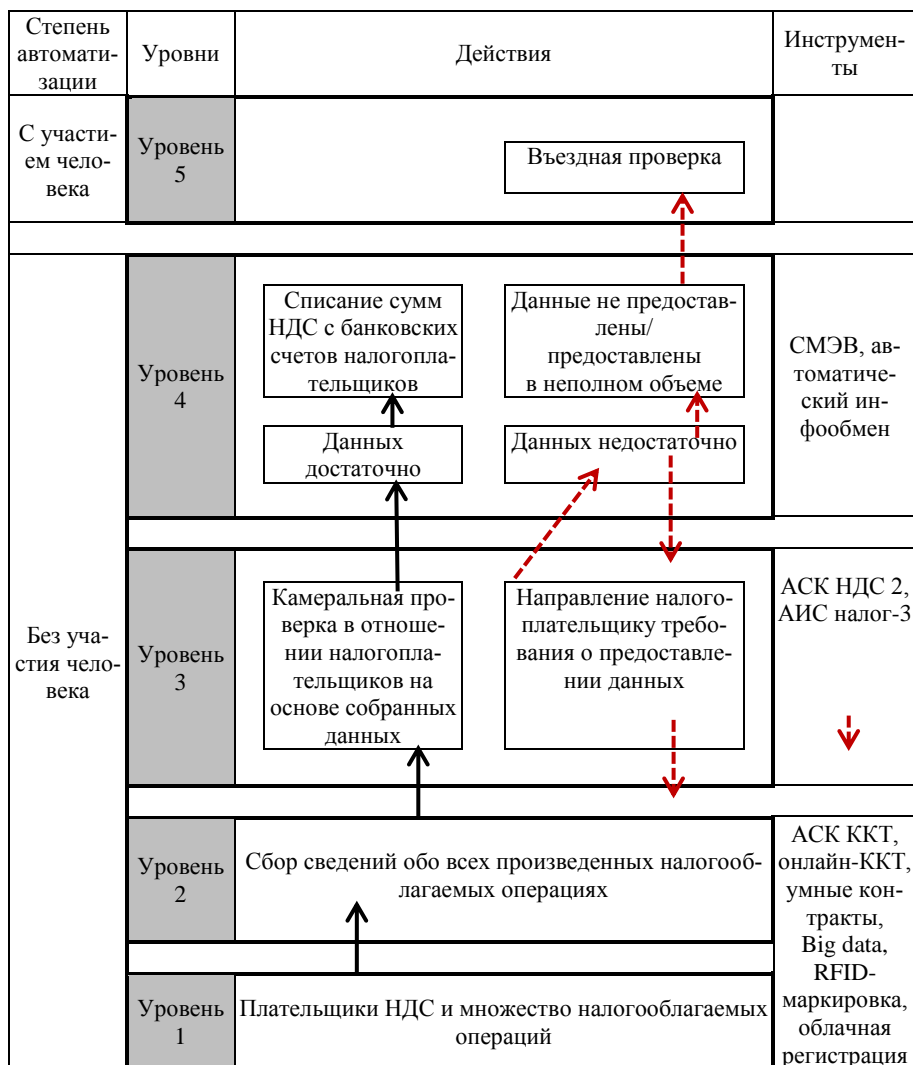 Степень
автомати-
зации
Уровни
Действия
Инструмен-
ты
С участи-
ем чело-
века
Уровень
5
Въездная проверка
Без уча-
стия чело-
века
Уровень
4
Списание сумм
НДС с банковских
счетов налогопла-
тельщиков
Данные не предостав-
лены/
предоставлены
в неполном объеме
Данных
достаточно
Данных недостаточно
СМЭВ, ав-
томатиче-
ский ин-
фообмен
Уровень
3
Камеральная про-
верка в отноше-
нии налогопла-
тельщиков на
основе собранных
данных
Направление налого-
плательщику требо-
вания о предоставле-
нии данных
АСК НДС 2,
АИС налог-3
Уровень
2
Сбор сведений обо всех произведенных налогооб-
лагаемых операциях
АСК ККТ,
онлайн-ККТ,
умные кон-
тракты,
Big data,
RFID-
маркировка,
облачная
регистрация
Уровень
1
Плательщики НДС и множество налогооблагаемых
операций